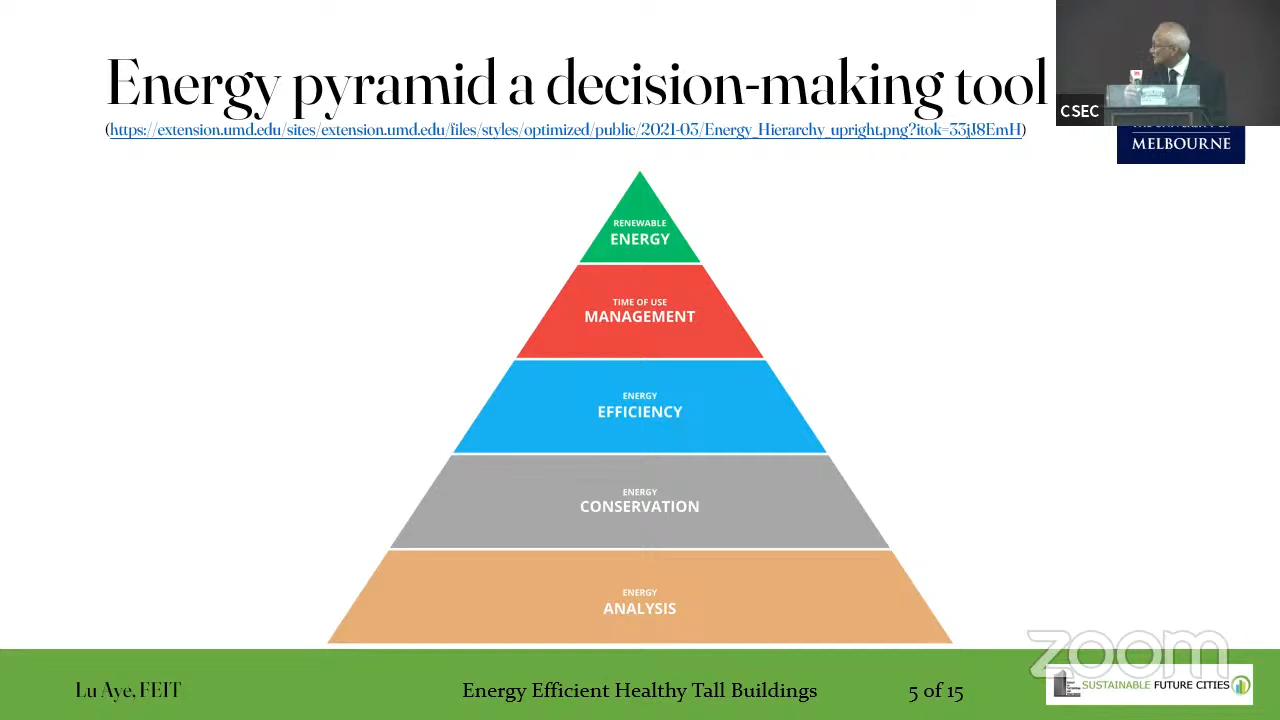 Energy pyramid a decision-making tool
(https://extension.umd.edu/sites/extension.umd.edu/files/styles/optimized/public/2021-03/Energy_Hierarchy_upright.png?itok=33jJ8EmH)
CSEC
MELBOURNE
RENEWABLE
ENERGY
TIME OF USE
MANAGEMENT
ENERGY
EFFICIENCY
ENERGY
CONSERVATION
ENERGY
ANALYSIS
zoom
Lu Aye, FEIT
Energy Efficient Healthy Tall Buildings
5 of 15
SUSTAINABLE FUTURE CITIES